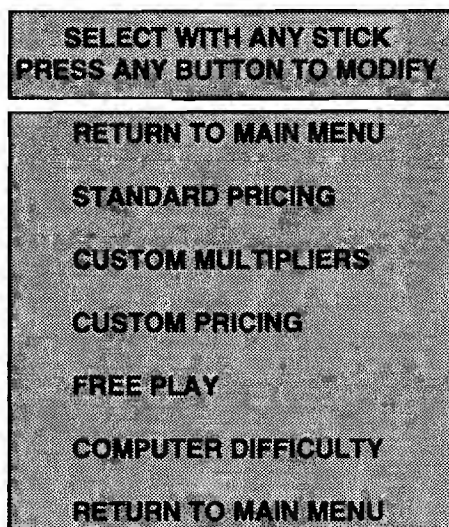 SELECT WITH ANY STICK
PRESS ANY BUTTON TO MODIFY
RETURN TO MAIN MENU
STANDARD PRICING
CUSTOM MULTIPLIERS
CUSTOM PRICING
FREE PLAY
COMPUTER DIFFICULTY
RETURN TO MAIN MENU